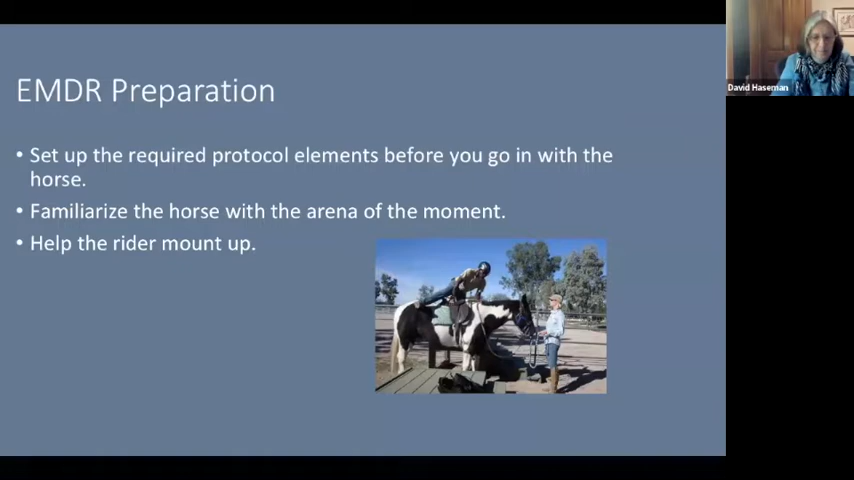 EMDR Preparation
• Set up the required protocol elements before you go in with the
horse.
• Familiarize the horse with the arena of the moment.
• Help the rider mount up.
David Haseman